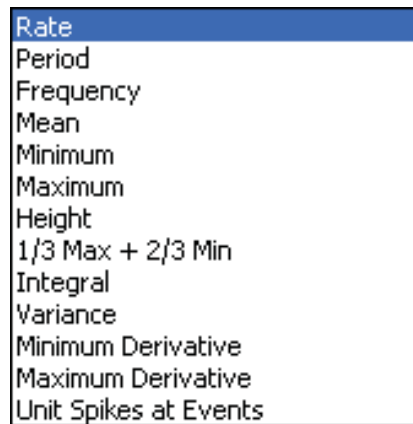 Rate
Period
Frequency
Mean
Minimum
Maximum
Height
1/3 Max + 2/3 Min
Integral
Variance
Minimum Derivative
Maximum Derivative
Unit Spikes at Events